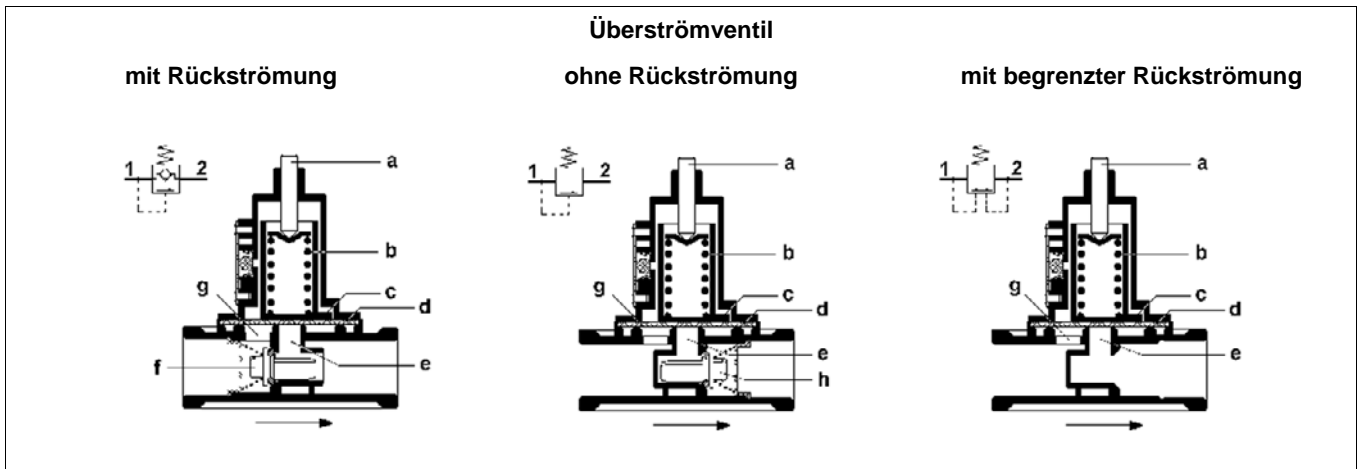 Überströmventil
mit Rückströmung
ohne Rückströmung
mit begrenzter Rückströmung
1 2
a
b
c
d
g
e
f
1 2
a
b
c
d
g
e
h
1 2
a
b
c
d
g
e